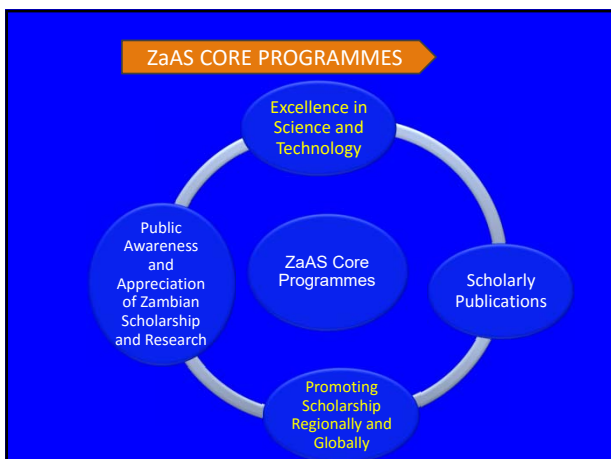 ZaAS CORE PROGRAMMES
Excellence in
Science and
Technology
Public
Awareness
and
Appreciation
of Zambian
Scholarship
and Research
ZaAS Core
Programmes
Scholarly
Publications
Promoting
Scholarship
Regionally and
Globally